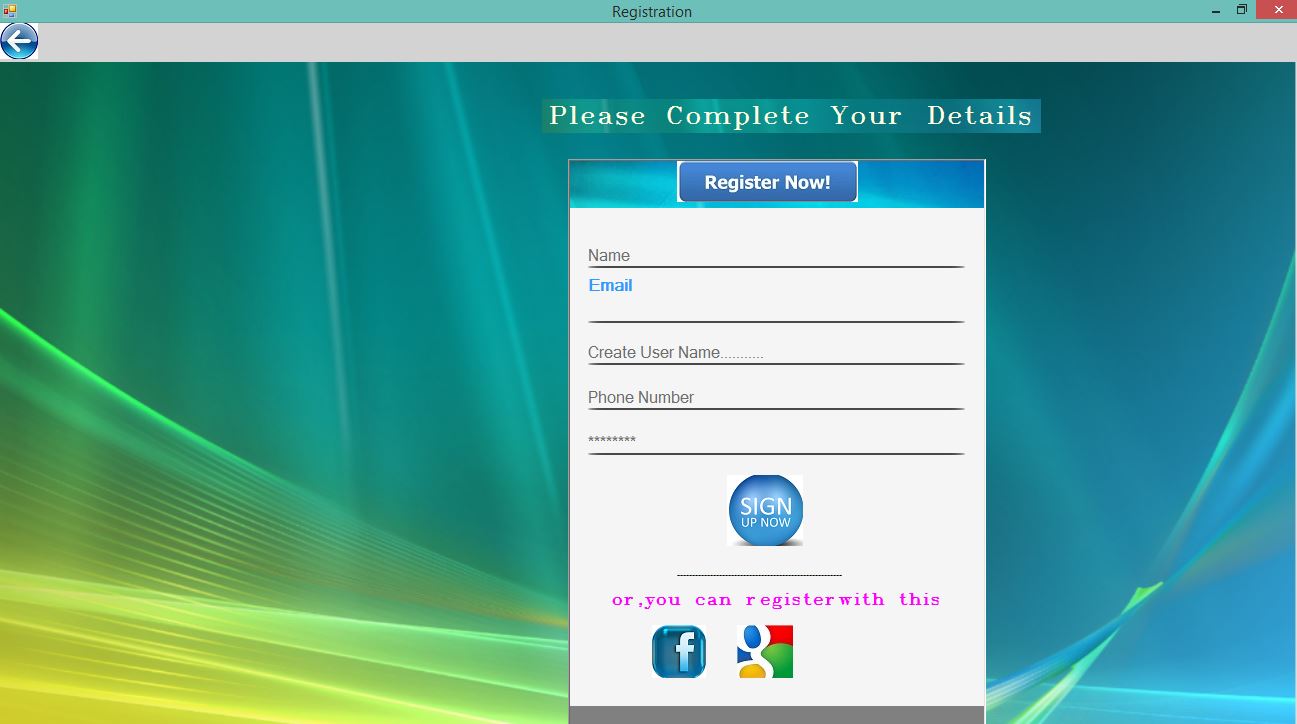 Registration
Please Complete Your Details
Register Now!
Name
Email
Create User Name...........
Phone Number
********
SIGN
UP NOW
or,you can registerwith this
f
g